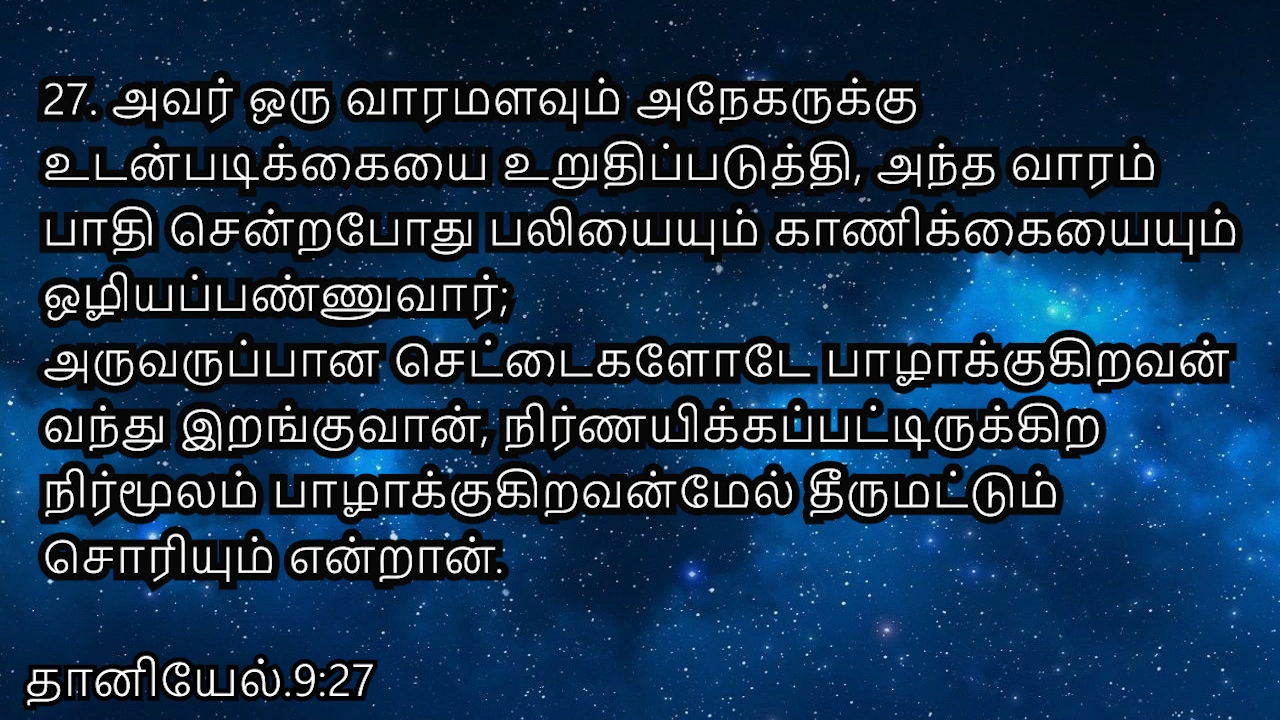 27. அவர் ஒரு வாரமளவும் அநேகருக்கு
உடன்படிக்கையை உறுதிப்படுத்தி, அந்த வாரம்
பாதி சென்றபோது பலியையும் காணிக்கையையும்
ஒழியப்பண்ணுவார்;
அருவருப்பான செட்டைகளோடே பாழாக்குகிறவன்
வந்து இறங்குவான், நிர்ணயிக்கப்பட்டிருக்கிற
நிர்மூலம் பாழாக்குகிறவன்மேல் தீருமட்டும்
சொரியும் என்றான்.
தானியேல்.9:27